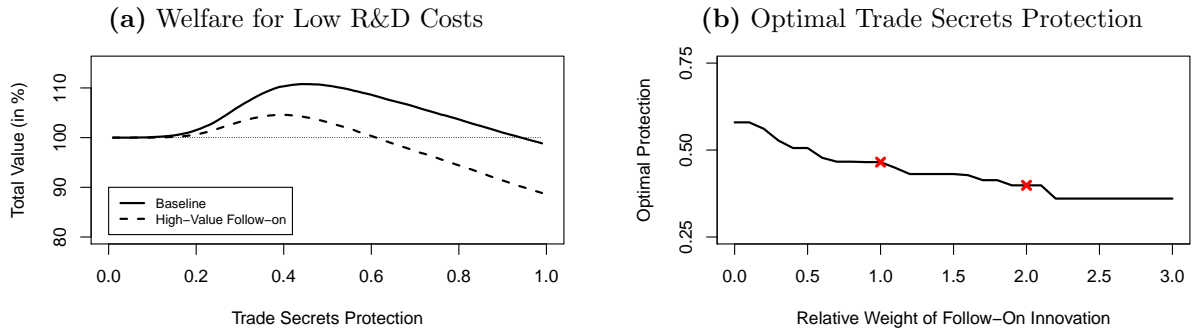 (a) Welfare for Low R&D Costs
Total Value (in %)
110
100
90
80
Baseline
High−Value Follow−on
0.0 0.2 0.4 0.6 0.8 1.0
Trade Secrets Protection
(b) Optimal Trade Secrets Protection
Optimal Protection
0.75
0.50
0.25
0.0 0.5 1.0 1.5 2.0 2.5 3.0
Relative Weight of Follow−On Innovation